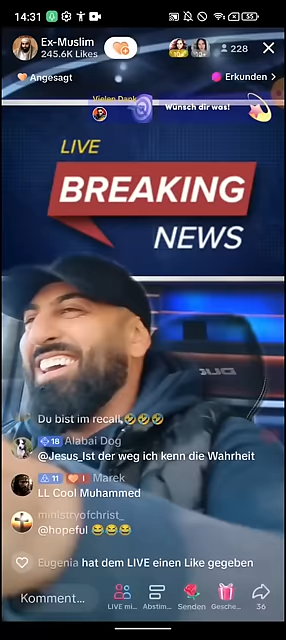 14:31
55
Ex-Muslim
245.6K Likes
228
Angesagt
Erkunden
Vielen Dank
Wünsch dir was!
LIVE
BREAKING
NEWS
Du bist im recall 🤣🤣🤣
18 Alabai Dog
@Jesus_Ist der weg ich kenn die Wahrheit
11 I Marek
LL Cool Muhammed
ministryofchrist_
@hopeful 😂😂😂
Eugenia hat dem LIVE einen Like gegeben
Komment...
LIVE mi...
Abstim...
Senden
Gesche...
36